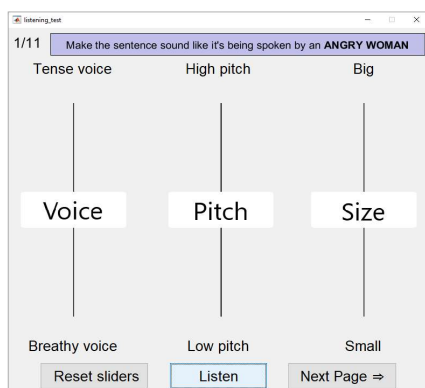 listening_test
1/11 Make the sentence sound like it's being spoken by an ANGRY WOMAN
Tense voice High pitch Big
Voice Pitch Size
Breathy voice Low pitch Small
Reset sliders Listen Next Page ⇒